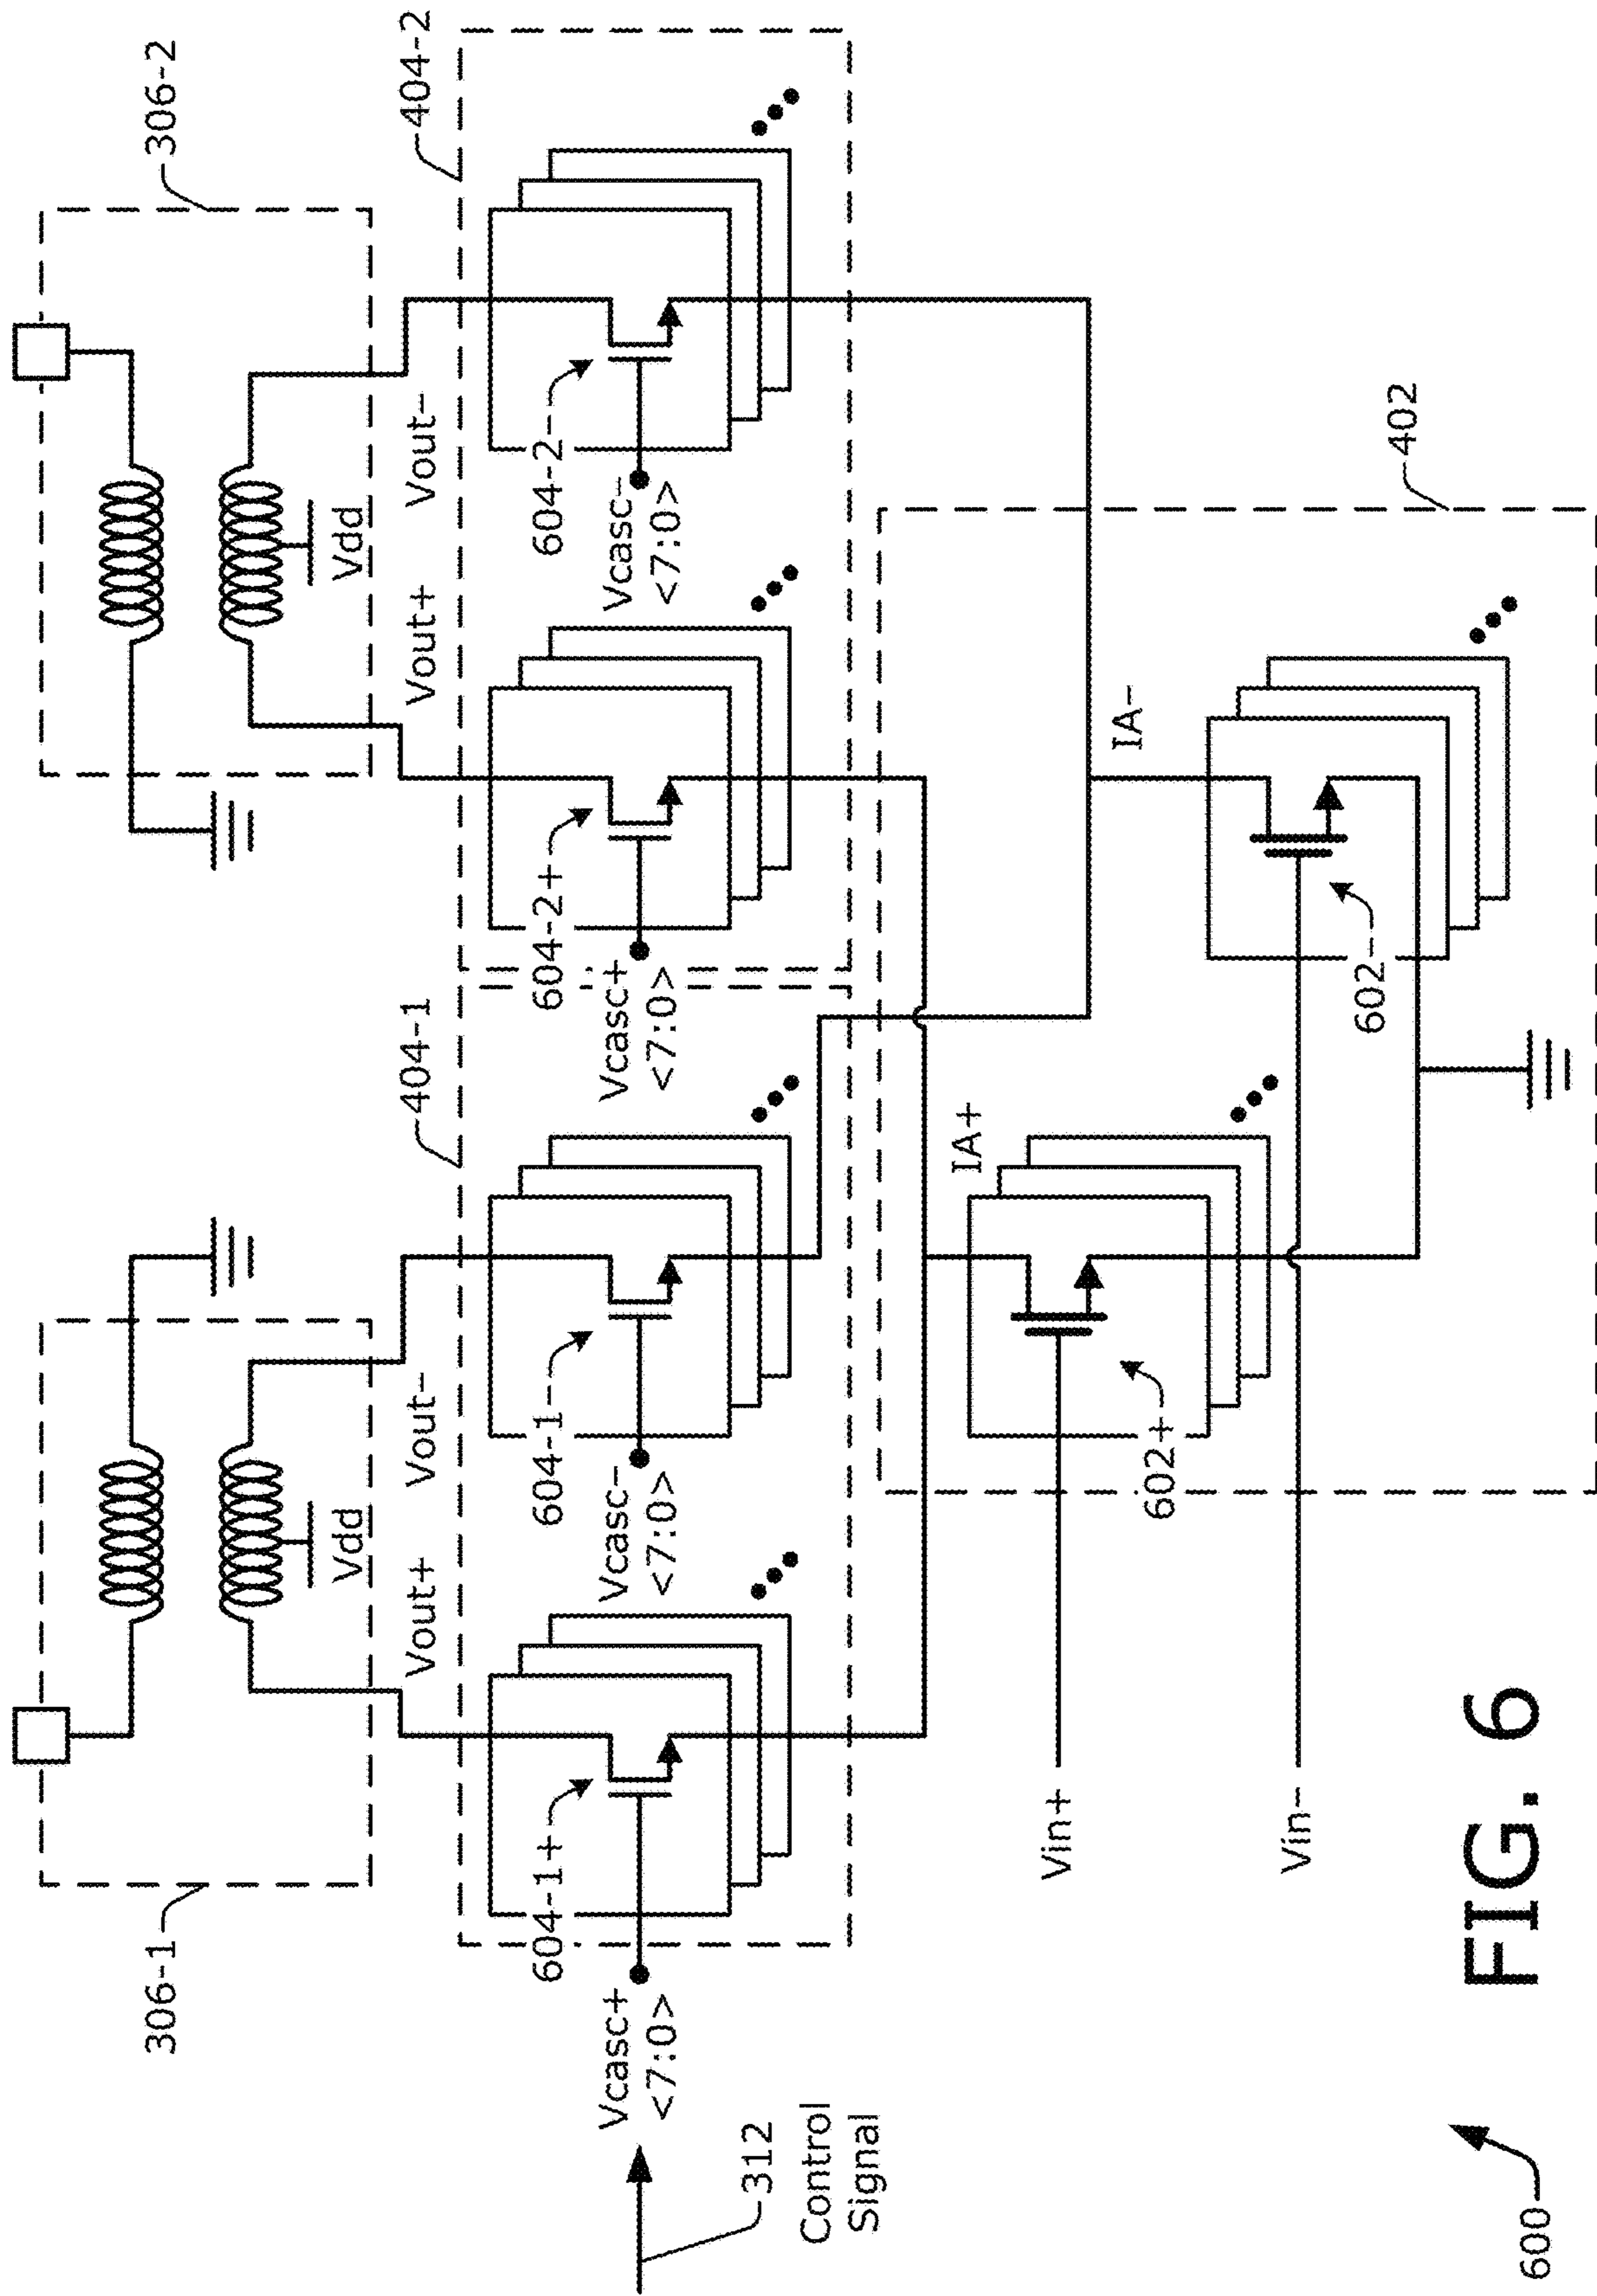 306-1
306-2
Vdd
Vdd
Vout+
Vout−
404-1
Vout+
Vout−
404-2
604-1+
604-1−
604-2+
604-2−
Vcasc+
<7:0>
Vcasc−
<7:0>
Vcasc+
<7:0>
Vcasc−
<7:0>
312
Control
Signal
IA+
IA−
Vin+
602+
402
Vin−
602−
600
FIG. 6